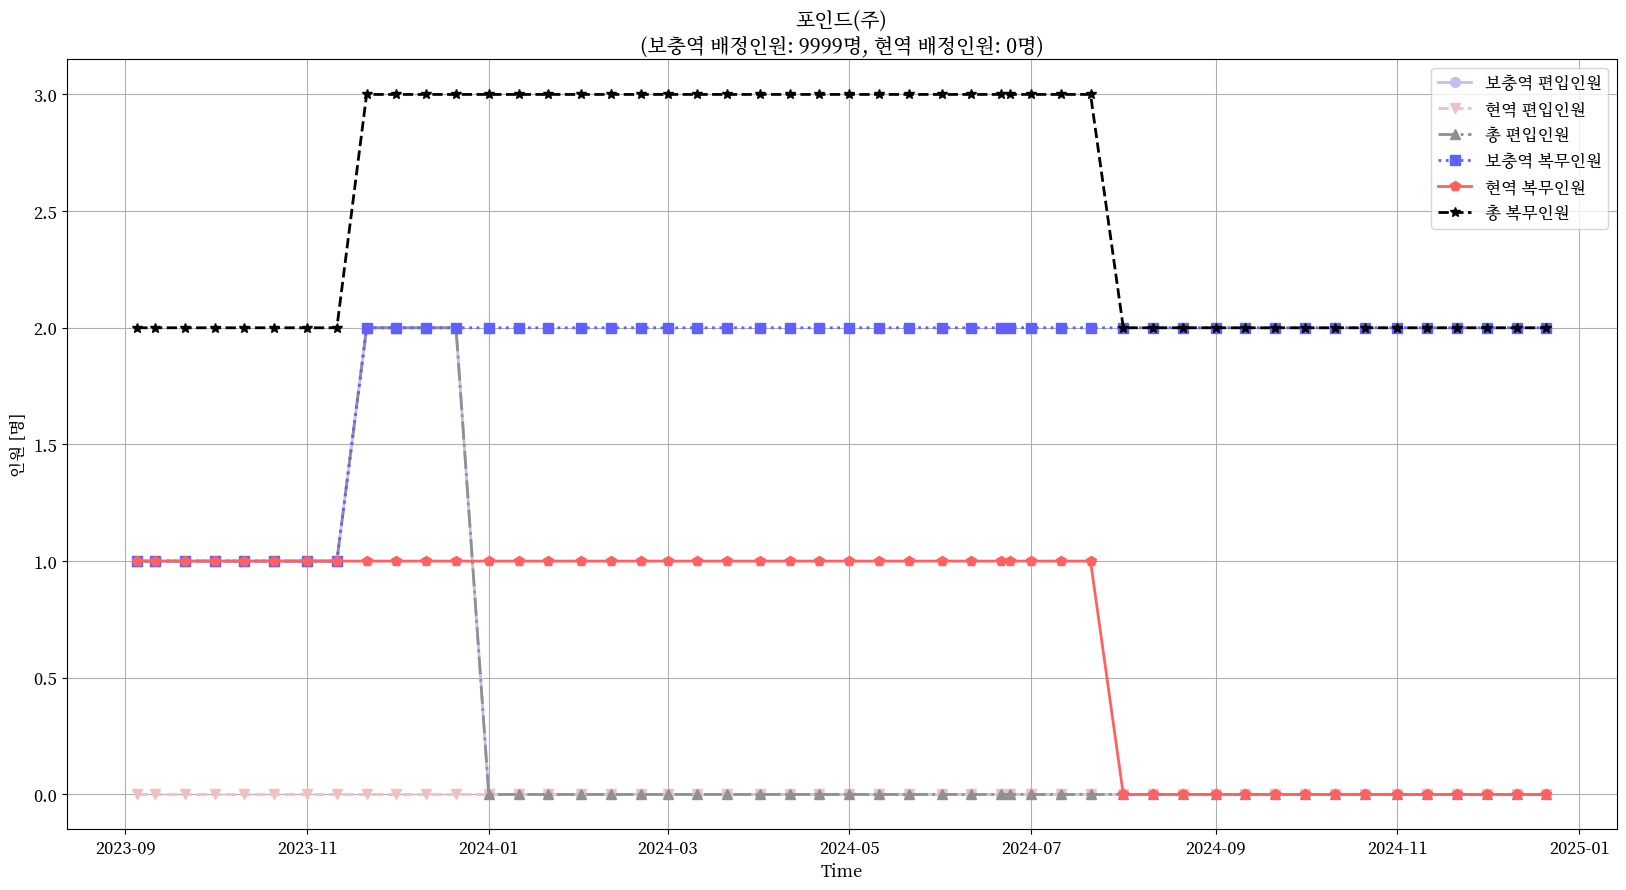 포인드(주)
(보충역 배정인원: 9999명, 현역 배정인원: 0명)
보충역 편입인원
현역 편입인원
총 편입인원
보충역 복무인원
현역 복무인원
총 복무인원
인원 [명]
3.0
2.5
2.0
1.5
1.0
0.5
0.0
2023-09 2023-11 2024-01 2024-03 2024-05 2024-07 2024-09 2024-11 2025-01
Time